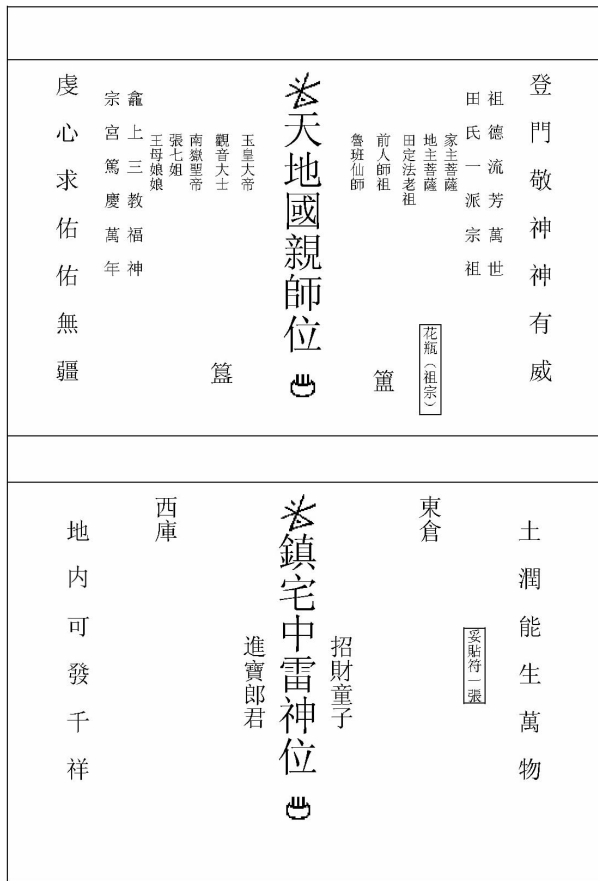 登門敬神神有威
祖德流芳萬世
田氏一派宗祖
家主菩薩
地主菩薩
花瓶（祖宗）
田定法老祖
前人師祖
魯班仙師
天地國親師位
玉皇大帝
觀音大士
南嶽聖帝
張七姐
王母娘娘
龕上三教福神
宗宮篤慶萬年
虔心求佑佑無疆
土潤能生萬物
妥貼符一張
東倉
招財童子
鎮宅中雷神位
進寶郎君
西庫
地内可發千祥